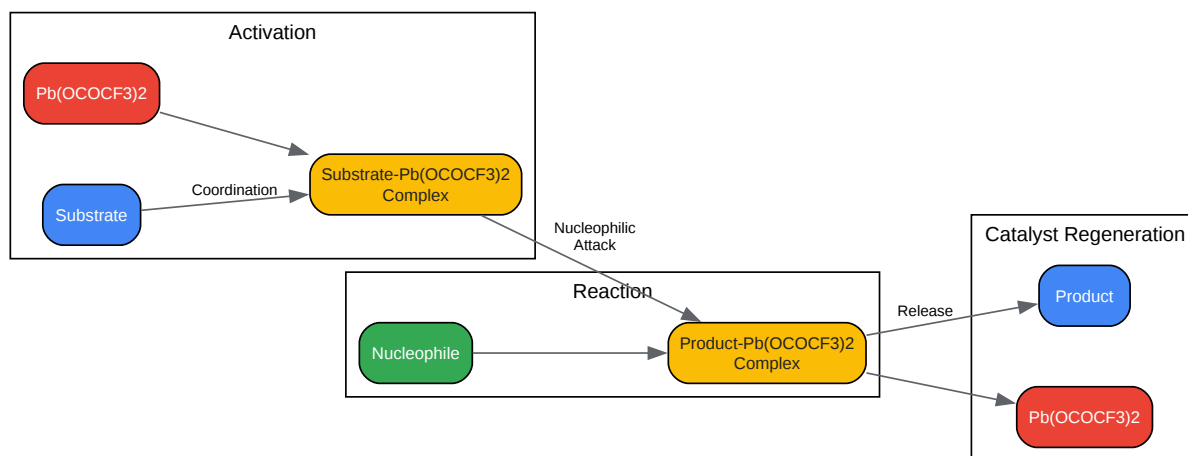 Activation
Pb(OCOCF3)2
Substrate
Coordination
Substrate-Pb(OCOCF3)2
Complex
Nucleophilic
Attack
Reaction
Nucleophile
Product-Pb(OCOCF3)2
Complex
Release
Catalyst Regeneration
Product
Pb(OCOCF3)2